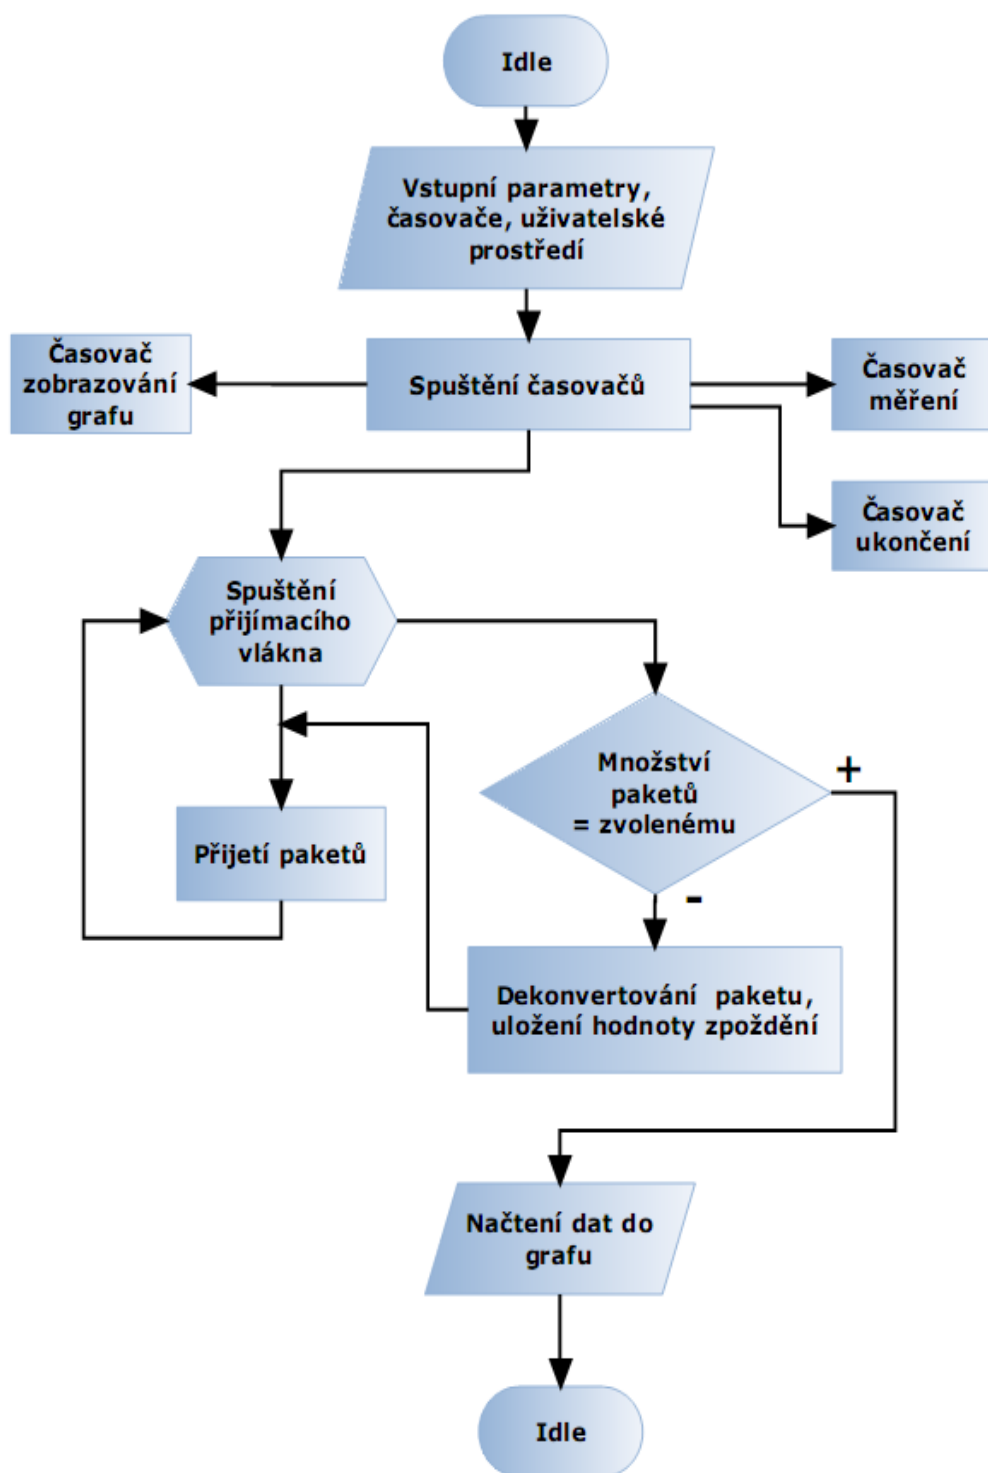 Idle
Vstupní parametry,
časovače, uživatelské
prostředí
Časovač
zobrazování
grafu
Spuštění časovačů
Časovač
měření
Časovač
ukončení
Spuštění
přijímacího
vlákna
Množství
paketů
= zvolenému
+
-
Přijetí paketů
Dekonvertování paketu,
uložení hodnoty zpoždění
Načtení dat do
grafu
Idle